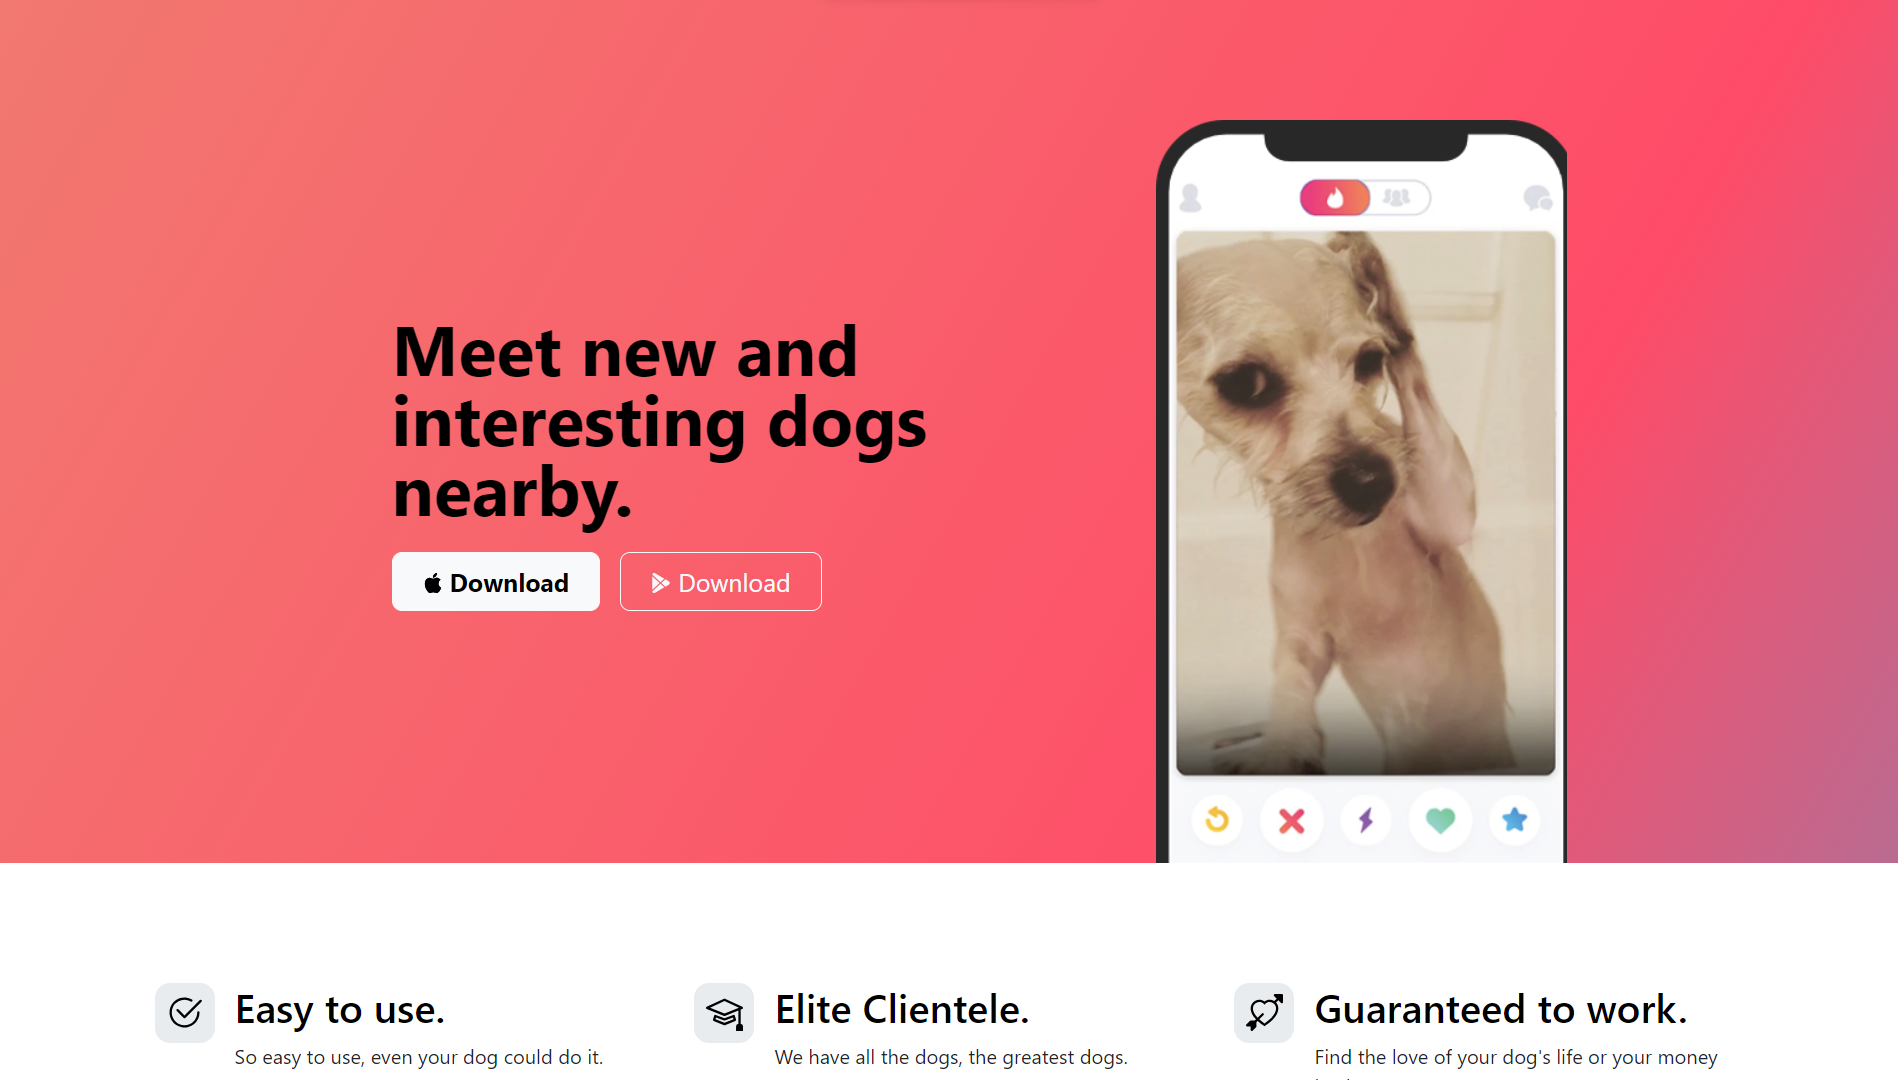 Meet new and
interesting dogs
nearby.
Download
Download
Easy to use.
So easy to use, even your dog could do it.
Elite Clientele.
We have all the dogs, the greatest dogs.
Guaranteed to work.
Find the love of your dog's life or your money